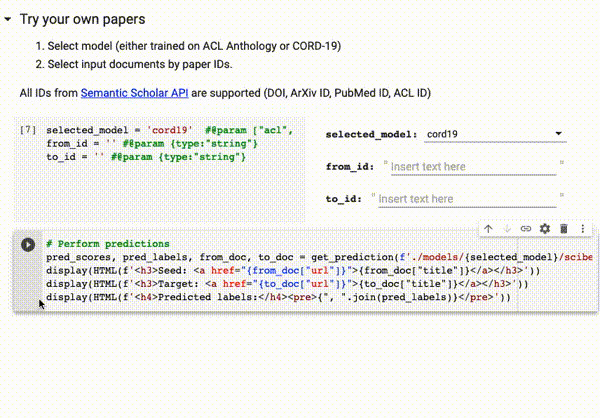 Try your own papers
1. Select model (either trained on ACL Anthology or CORD-19)
2. Select input documents by paper IDs.
All IDs from Semantic Scholar API are supported (DOI, ArXiv ID, PubMed ID, ACL ID)
[7] selected_model = 'cord19' #@param ["acl",
from_id = '' #@param {type:"string"}
to_id = '' #@param {type:"string"}
selected_model: cord19
from_id: "Insert text here"
to_id: "Insert text here"
# Perform predictions
pred_scores, pred_labels, from_doc, to_doc = get_prediction(f'./models/{selected_model}/scibe
display(HTML(f'<h3>Seed: <a href="{from_doc["url"]}">{from_doc["title"]}</a></h3>'))
display(HTML(f'<h3>Target: <a href="{to_doc["url"]}">{to_doc["title"]}</a></h3>'))
display(HTML(f'<h4>Predicted labels:</h4><pre>{", ".join(pred_labels)}</pre>'))